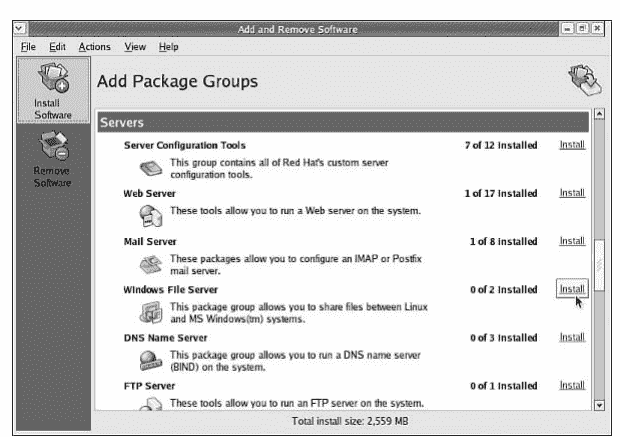 Add and Remove Software
File Edit Actions View Help
Install
Software
Remove
Software
Add Package Groups
Servers
Server Configuration Tools 7 of 12 Installed Install
This group contains all of Red Hat's custom server
configuration tools.
Web Server 1 of 17 Installed Install
These tools allow you to run a Web server on the system.
Mail Server 1 of 8 Installed Install
These packages allow you to configure an IMAP or Postfix
mail server.
Windows File Server 0 of 2 Installed Install
This package group allows you to share files between Linux
and MS Windows(tm) systems.
DNS Name Server 0 of 3 Installed Install
This package group allows you to run a DNS name server
(BIND) on the system.
FTP Server 0 of 1 Installed Install
These tools allow you to run an FTP server on the system.
Total install size: 2,559 MB